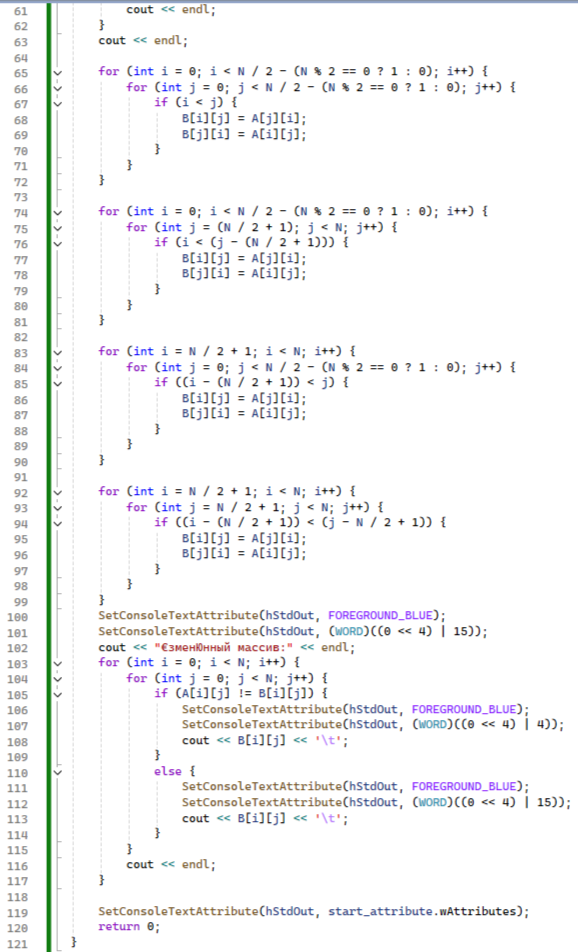 61 cout << endl;
62 }
63 cout << endl;
64
65 for (int i = 0; i < N / 2 - (N % 2 == 0 ? 1 : 0); i++) {
66 for (int j = 0; j < N / 2 - (N % 2 == 0 ? 1 : 0); j++) {
67 if (i < j) {
68 B[i][j] = A[j][i];
69 B[j][i] = A[i][j];
70 }
71 }
72 }
73
74 for (int i = 0; i < N / 2 - (N % 2 == 0 ? 1 : 0); i++) {
75 for (int j = (N / 2 + 1); j < N; j++) {
76 if (i < (j - (N / 2 + 1))) {
77 B[i][j] = A[j][i];
78 B[j][i] = A[i][j];
79 }
80 }
81 }
82
83 for (int i = N / 2 + 1; i < N; i++) {
84 for (int j = 0; j < N / 2 - (N % 2 == 0 ? 1 : 0); j++) {
85 if ((i - (N / 2 + 1)) < j) {
86 B[i][j] = A[j][i];
87 B[j][i] = A[i][j];
88 }
89 }
90 }
91
92 for (int i = N / 2 + 1; i < N; i++) {
93 for (int j = N / 2 + 1; j < N; j++) {
94 if ((i - (N / 2 + 1)) < (j - N / 2 + 1)) {
95 B[i][j] = A[j][i];
96 B[j][i] = A[i][j];
97 }
98 }
99 }
100 SetConsoleTextAttribute(hStdOut, FOREGROUND_BLUE);
101 SetConsoleTextAttribute(hStdOut, (WORD)((0 << 4) | 15));
102 cout << "€зменЮнный массив:" << endl;
103 for (int i = 0; i < N; i++) {
104 for (int j = 0; j < N; j++) {
105 if (A[i][j] != B[i][j]) {
106 SetConsoleTextAttribute(hStdOut, FOREGROUND_BLUE);
107 SetConsoleTextAttribute(hStdOut, (WORD)((0 << 4) | 4));
108 cout << B[i][j] << '\t';
109 }
110 else {
111 SetConsoleTextAttribute(hStdOut, FOREGROUND_BLUE);
112 SetConsoleTextAttribute(hStdOut, (WORD)((0 << 4) | 15));
113 cout << B[i][j] << '\t';
114 }
115 }
116 cout << endl;
117 }
118
119 SetConsoleTextAttribute(hStdOut, start_attribute.wAttributes);
120 return 0;
121 }